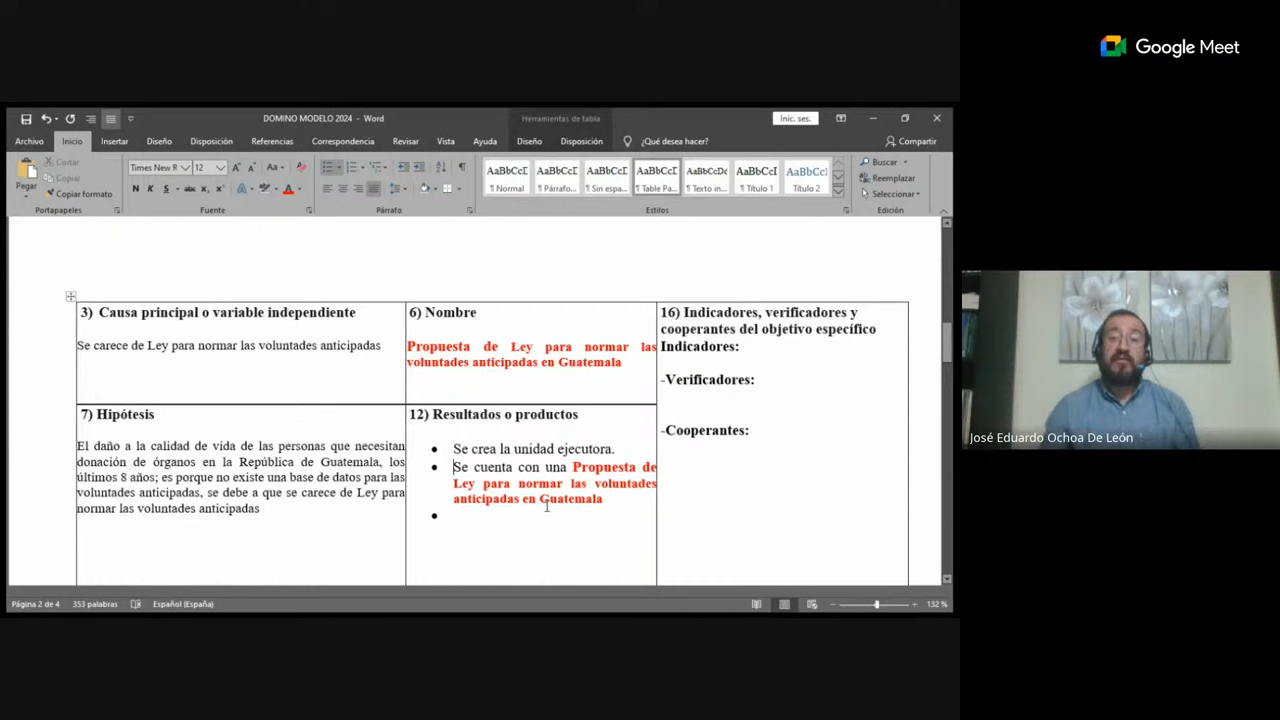 Google Meet
DOMINO MODELO 2024 - Word
Herramientas de tabla
Inic. ses.
Archivo Inicio Insertar Diseño Disposición Referencias Correspondencia Revisar Vista Ayuda Diseño Disposición ¿Qué desea hacer? Compartir
Pegar
Cortar
Copiar
Copiar formato
Portapapeles
Times New R 12
N K S abc x₂ x²
Fuente
Párrafo
AaBbCcI AaBbCcI AaBbCcI AaBbCcI AaBbCcDc AaBbCcI AaBbCcI
¶ Normal ¶ Párrafo... ¶ Sin espa... ¶ Table Pa... ¶ Texto in... ¶ Título 1 ¶ Título 2
Estilos
Buscar
Reemplazar
Seleccionar
Edición
3) Causa principal o variable independiente
Se carece de Ley para normar las voluntades anticipadas
6) Nombre
Propuesta de Ley para normar las
voluntades anticipadas en Guatemala
16) Indicadores, verificadores y
cooperantes del objetivo específico
Indicadores:
-Verificadores:
-Cooperantes:
7) Hipótesis
El daño a la calidad de vida de las personas que necesitan
donación de órganos en la República de Guatemala, los
últimos 8 años; es porque no existe una base de datos para las
voluntades anticipadas, se debe a que se carece de Ley para
normar las voluntades anticipadas
12) Resultados o productos
• Se crea la unidad ejecutora.
• Se cuenta con una Propuesta de
Ley para normar las voluntades
anticipadas en Guatemala
•
José Eduardo Ochoa De León
Página 2 de 4 353 palabras Español (España) 132 %